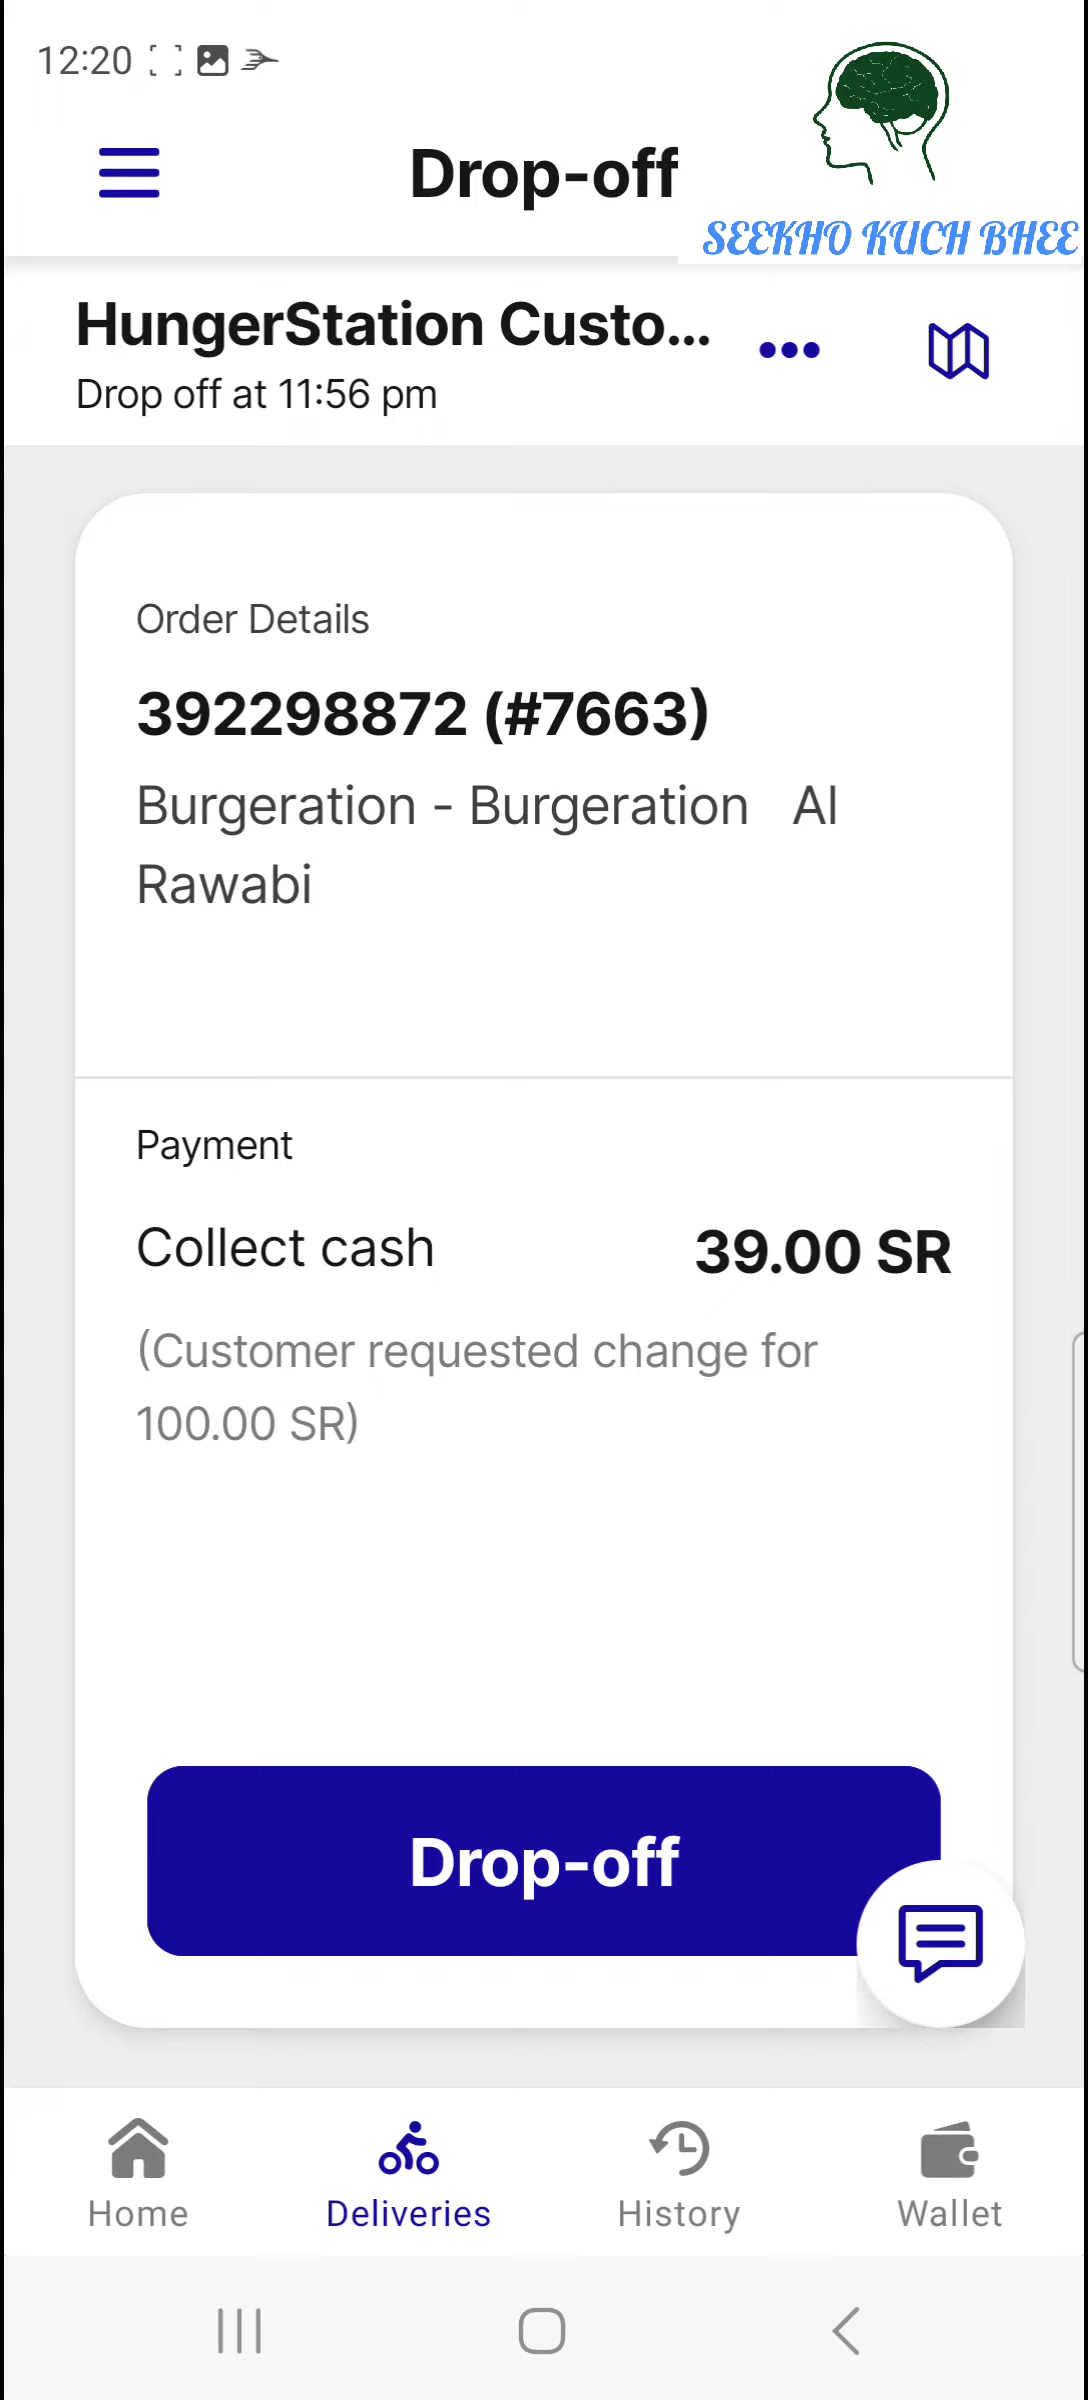 12:20
Drop-off
SEEKHO KUCH BHEE
HungerStation Custo...
Drop off at 11:56 pm
Order Details
392298872 (#7663)
Burgeration - Burgeration   Al
Rawabi
Payment
Collect cash 39.00 SR
(Customer requested change for
100.00 SR)
Drop-off
Home Deliveries History Wallet